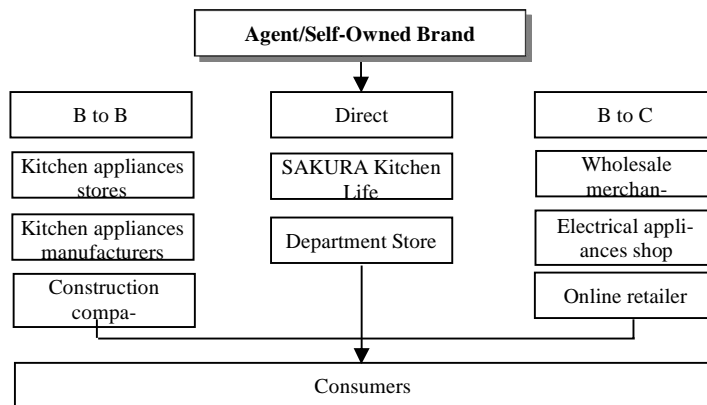 Agent/Self-Owned Brand
B to B
Direct
B to C
Kitchen appliances
stores
SAKURA Kitchen
Life
Wholesale
merchan-
Kitchen appliances
manufacturers
Department Store
Electrical appli-
ances shop
Construction
compa-
Online retailer
Consumers